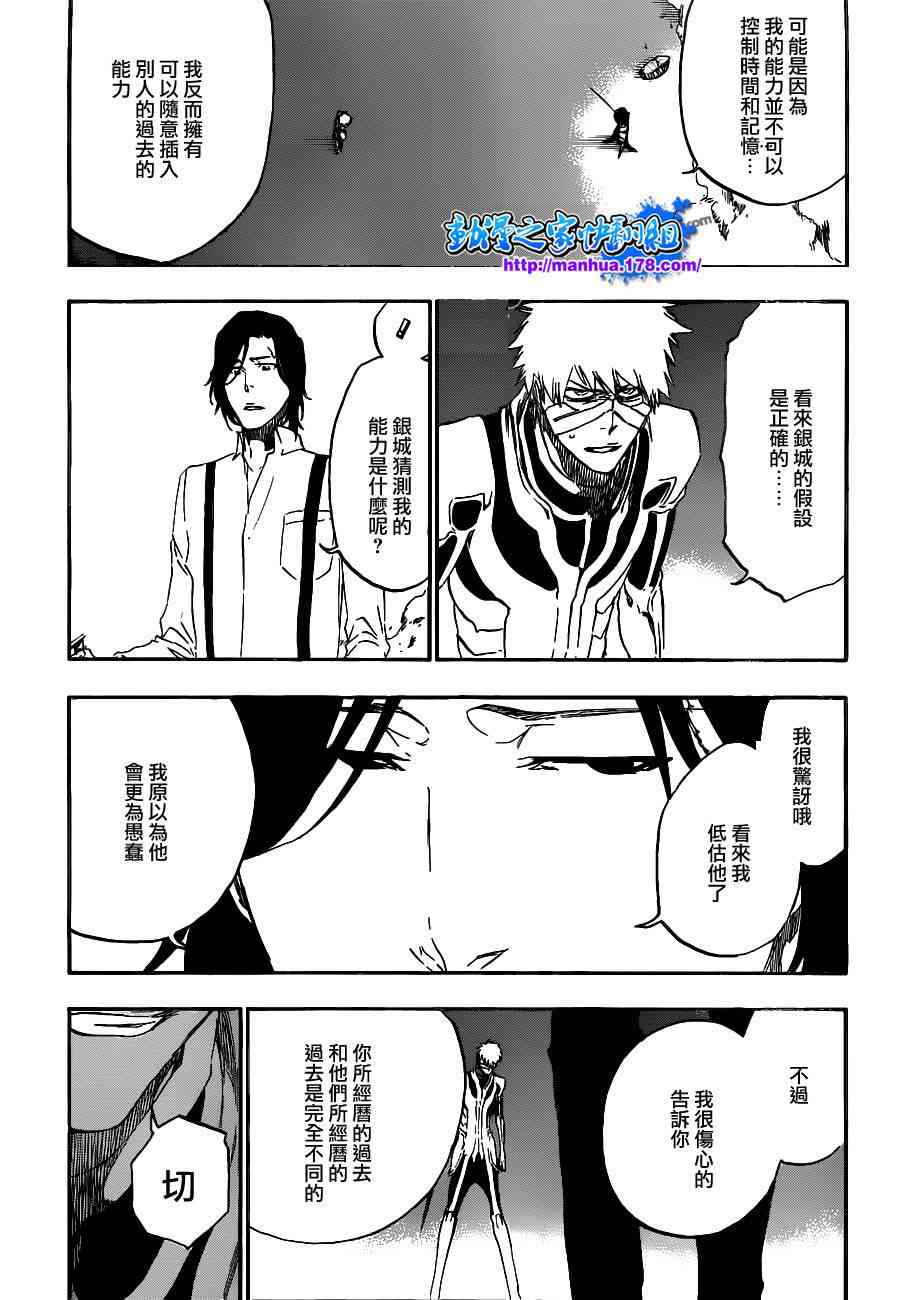 可能是因為
我的能力並不可以
控制時間和記憶…
我反而擁有
可以隨意插入
別人的過去的
能力
動漫之家快翻組
.com
http://manhua.178.com/
看來銀城的假設
是正確的……
！
銀城猜測我的
能力是什麼呢?
我很驚訝哦
看來我
低估他了
我原以為他
會更為愚蠢
不過
我很傷心的
告訴你
你所經曆的過去
和他們所經曆的
過去是完全不同的
切